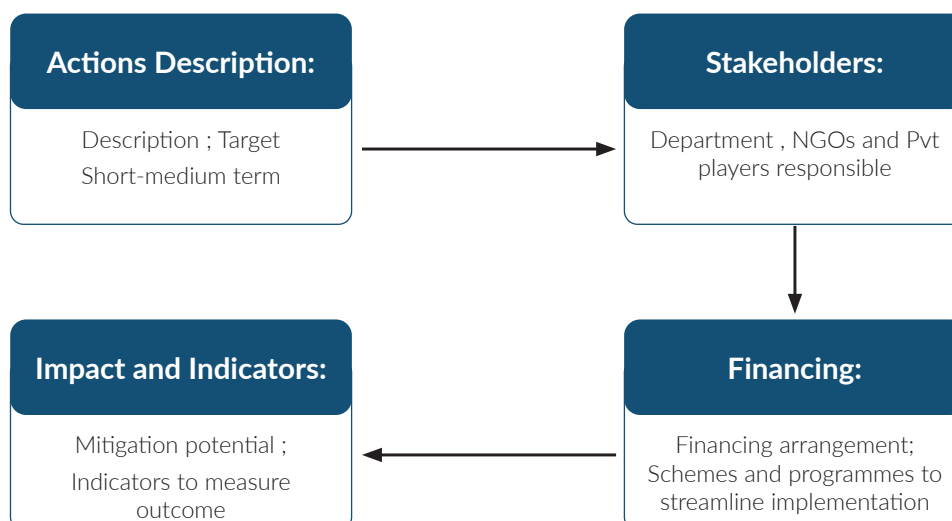 Actions Description:
Description ; Target
Short-medium term
Stakeholders:
Department , NGOs and Pvt
players responsible
Impact and Indicators:
Mitigation potential ;
Indicators to measure
outcome
Financing:
Financing arrangement;
Schemes and programmes to
streamline implementation